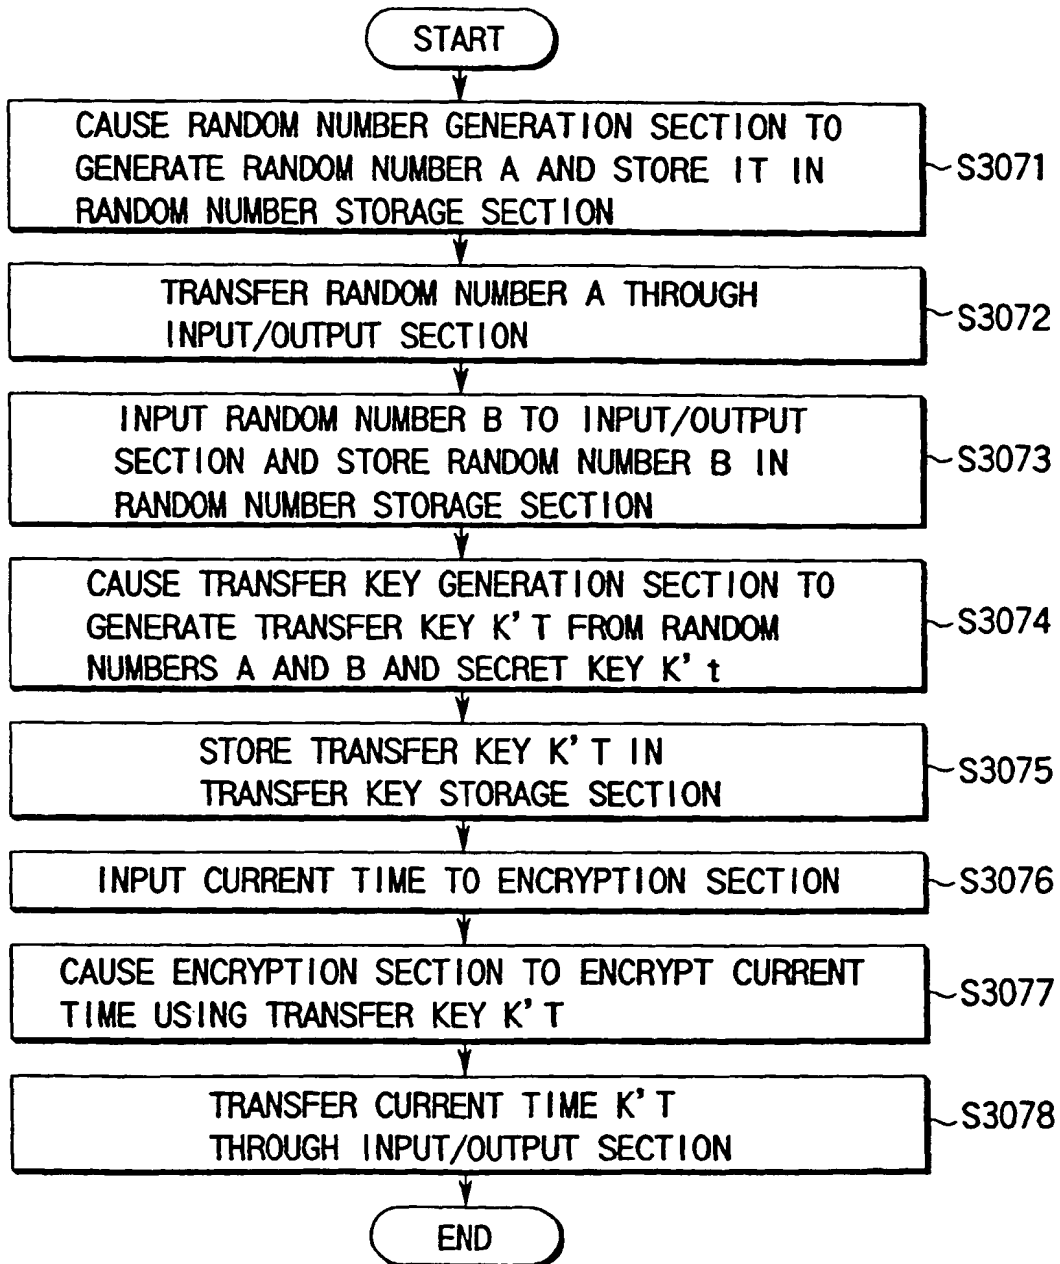 START
CAUSE RANDOM NUMBER GENERATION SECTION TO
GENERATE RANDOM NUMBER A AND STORE IT IN
RANDOM NUMBER STORAGE SECTION
S3071
TRANSFER RANDOM NUMBER A THROUGH
INPUT/OUTPUT SECTION
S3072
INPUT RANDOM NUMBER B TO INPUT/OUTPUT
SECTION AND STORE RANDOM NUMBER B IN
RANDOM NUMBER STORAGE SECTION
S3073
CAUSE TRANSFER KEY GENERATION SECTION TO
GENERATE TRANSFER KEY K'T FROM RANDOM
NUMBERS A AND B AND SECRET KEY K't
S3074
STORE TRANSFER KEY K'T IN
TRANSFER KEY STORAGE SECTION
S3075
INPUT CURRENT TIME TO ENCRYPTION SECTION
S3076
CAUSE ENCRYPTION SECTION TO ENCRYPT CURRENT
TIME USING TRANSFER KEY K'T
S3077
TRANSFER CURRENT TIME K'T
THROUGH INPUT/OUTPUT SECTION
S3078
END